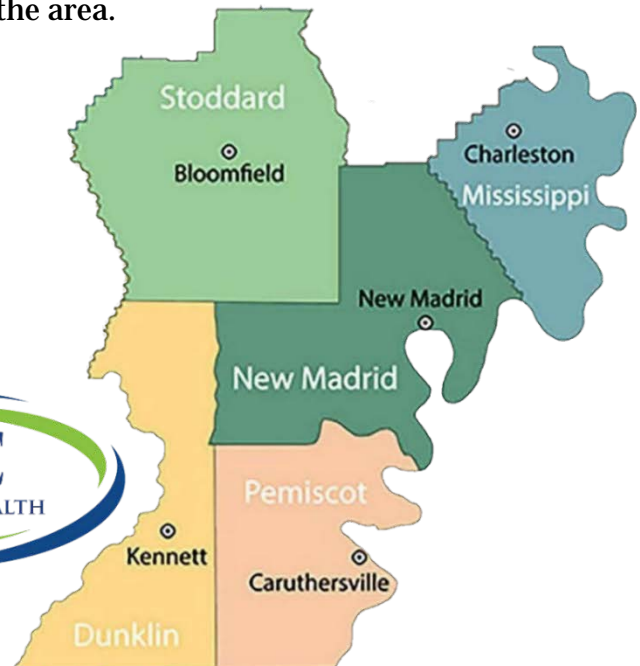 the area.
Stoddard
Bloomfield
Charleston
Mississippi
New Madrid
New Madrid
Pemiscot
Kennett
Caruthersville
Dunklin